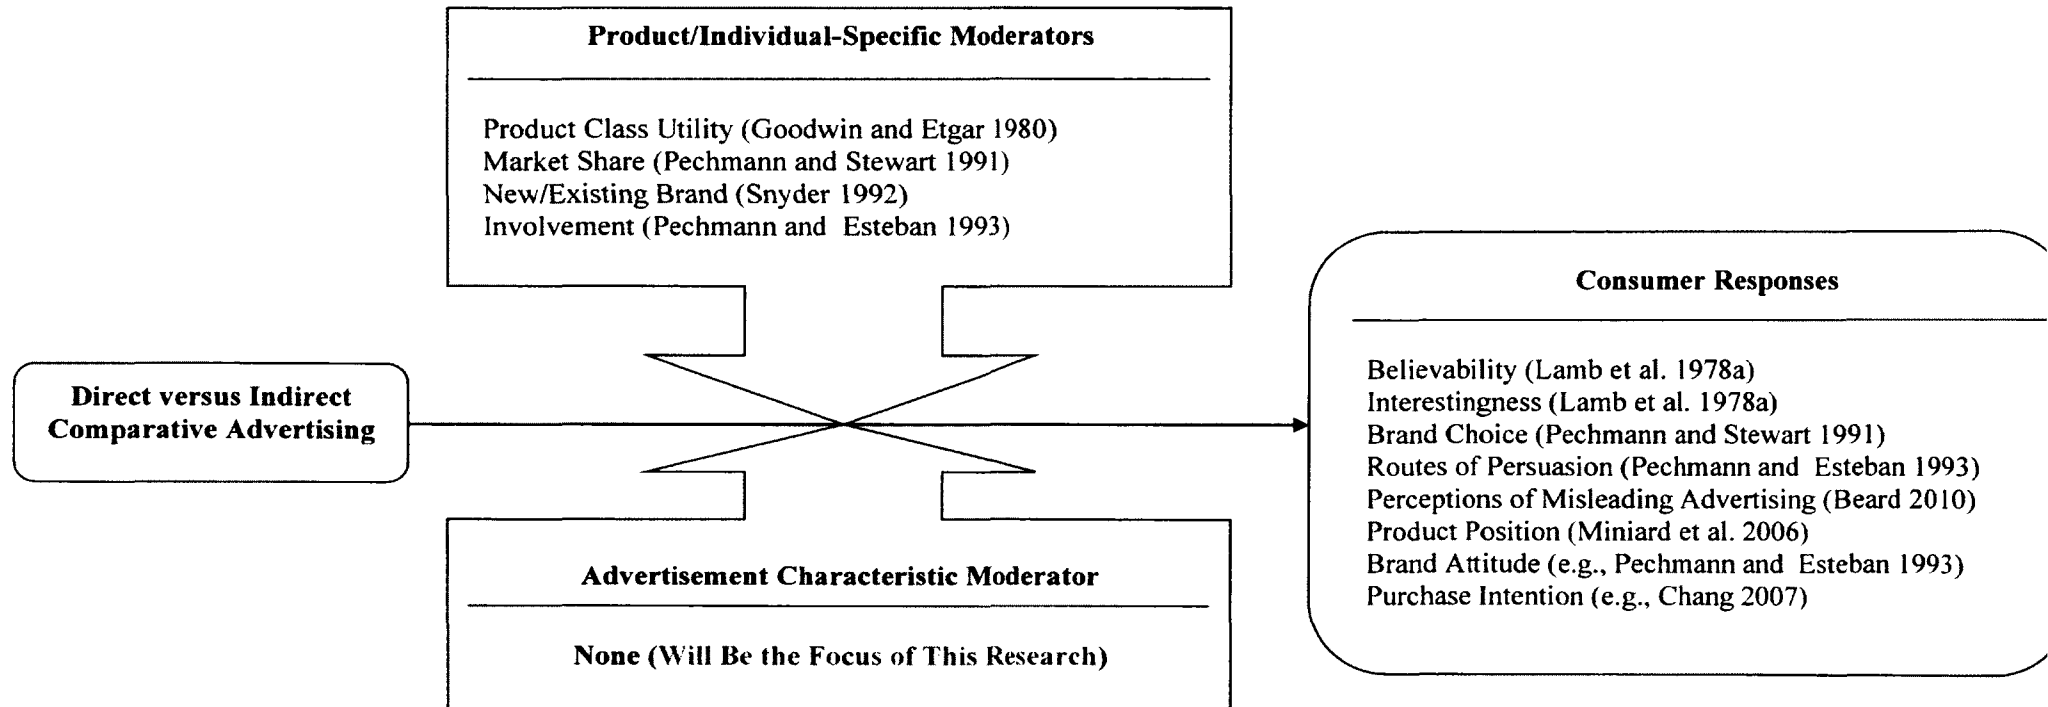 Product/Individual-Specific Moderators
Product Class Utility (Goodwin and Etgar 1980)
Market Share (Pechmann and Stewart 1991)
New/Existing Brand (Snyder 1992)
Involvement (Pechmann and Esteban 1993)
Direct versus Indirect
Comparative Advertising
Consumer Responses
Believability (Lamb et al. 1978a)
Interestingness (Lamb et al. 1978a)
Brand Choice (Pechmann and Stewart 1991)
Routes of Persuasion (Pechmann and Esteban 1993)
Perceptions of Misleading Advertising (Beard 2010)
Product Position (Miniard et al. 2006)
Brand Attitude (e.g., Pechmann and Esteban 1993)
Purchase Intention (e.g., Chang 2007)
Advertisement Characteristic Moderator
None (Will Be the Focus of This Research)